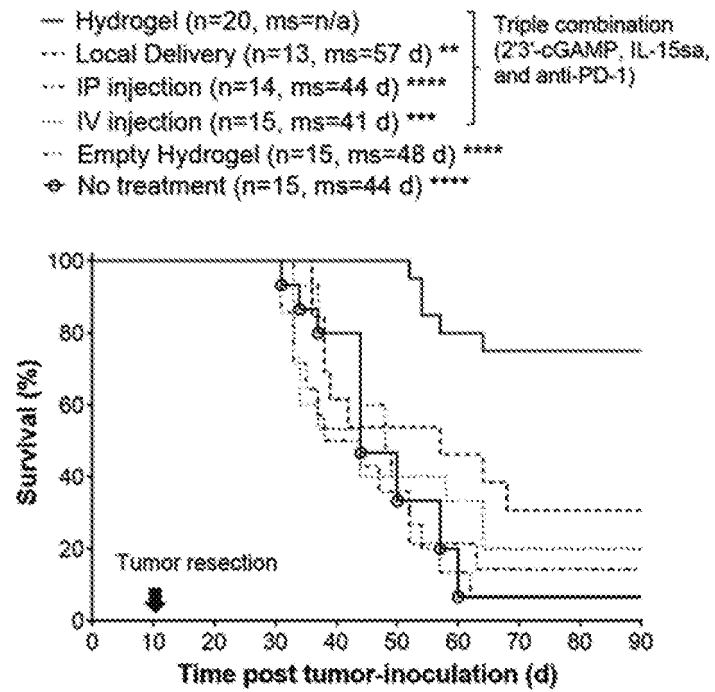 Hydrogel (n=20, ms=n/a)
Local Delivery (n=13, ms=57 d) **
IP injection (n=14, ms=44 d) ****
IV injection (n=15, ms=41 d) ***
Triple combination
(2'3'-cGAMP, IL-15sa,
and anti-PD-1)
Empty Hydrogel (n=15, ms=48 d) ****
No treatment (n=15, ms=44 d) ****
100
80
60
40
20
0
Survival (%)
Tumor resection
0 10 20 30 40 50 60 70 80 90
Time post tumor-inoculation (d)